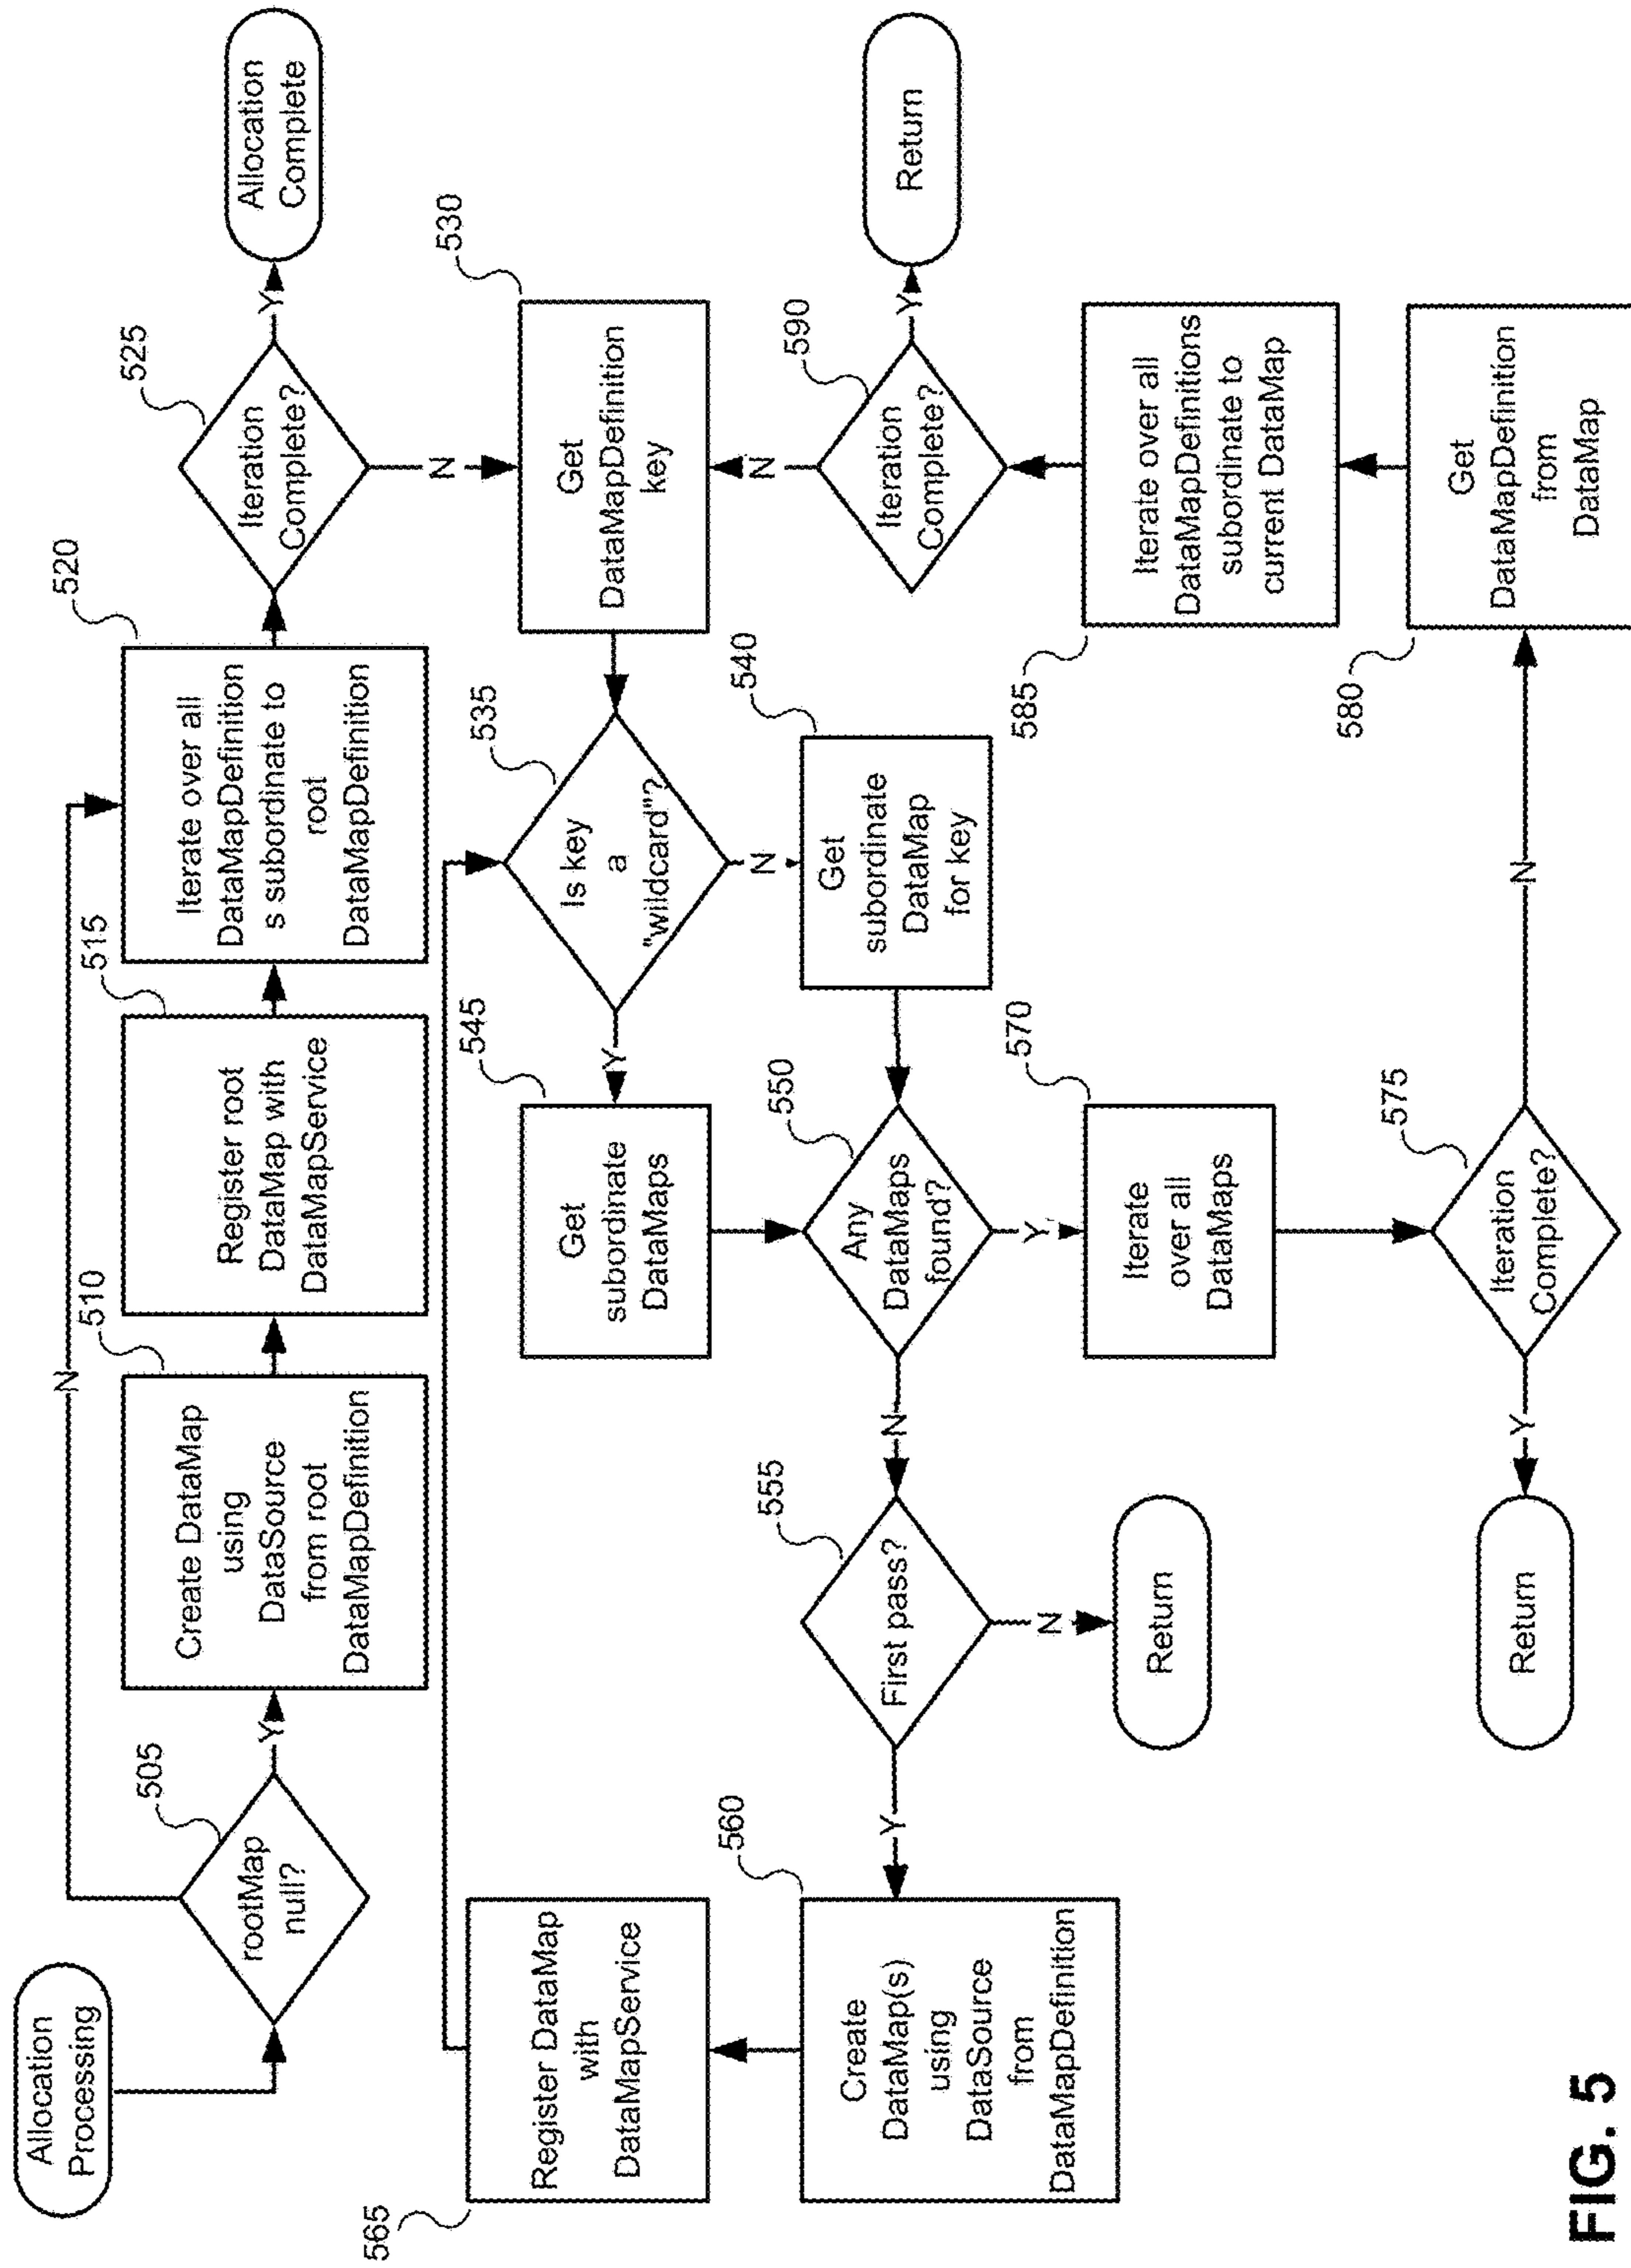 Allocation
Processing
505
rootMap
null?
N
Y
510
Create DataMap
using
DataSource
from root
DataMapDefinition
515
Register root
DataMap with
DataMapService
520
Iterate over all
DataMapDefinition
s subordinate to
root
DataMapDefinition
525
Iteration
Complete?
Y
Allocation
Complete
N
530
Get
DataMapDefinition
key
535
Is key
a
"wildcard"?
Y
N
540
Get
subordinate
DataMap
for key
545
Get
subordinate
DataMaps
550
Any
DataMaps
found?
N
Y
555
First pass?
Y
N
Return
560
Create
DataMap(s)
using
DataSource
from
DataMapDefinition
565
Register DataMap
with
DataMapService
570
Iterate
over all
DataMaps
575
Iteration
Complete?
Y
Return
N
580
Get
DataMapDefinition
from
DataMap
585
Iterate over all
DataMapDefinitions
subordinate to
current DataMap
590
Iteration
Complete?
N
Y
Return
FIG. 5